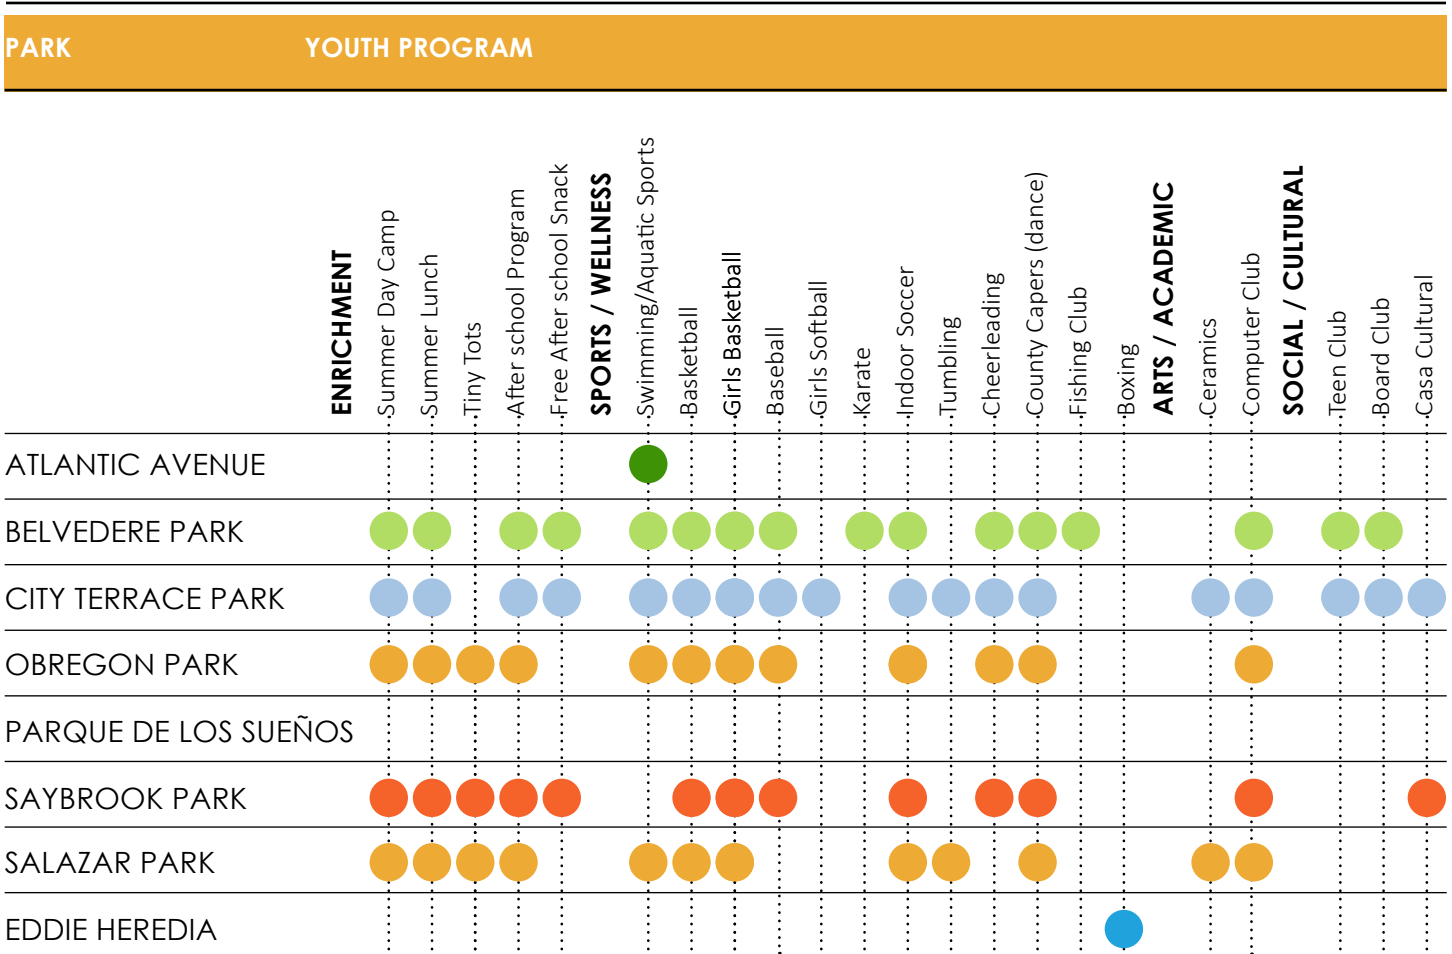 PARK YOUTH PROGRAM
ENRICHMENT
Summer Day Camp
Summer Lunch
Tiny Tots
After school Program
Free After school Snack
SPORTS / WELLNESS
Swimming/Aquatic Sports
Basketball
Girls Basketball
Baseball
Girls Softball
Karate
Indoor Soccer
Tumbling
Cheerleading
County Capers (dance)
Fishing Club
Boxing
ARTS / ACADEMIC
Ceramics
Computer Club
SOCIAL / CULTURAL
Teen Club
Board Club
Casa Cultural
ATLANTIC AVENUE
BELVEDERE PARK
CITY TERRACE PARK
OBREGON PARK
PARQUE DE LOS SUEÑOS
SAYBROOK PARK
SALAZAR PARK
EDDIE HEREDIA